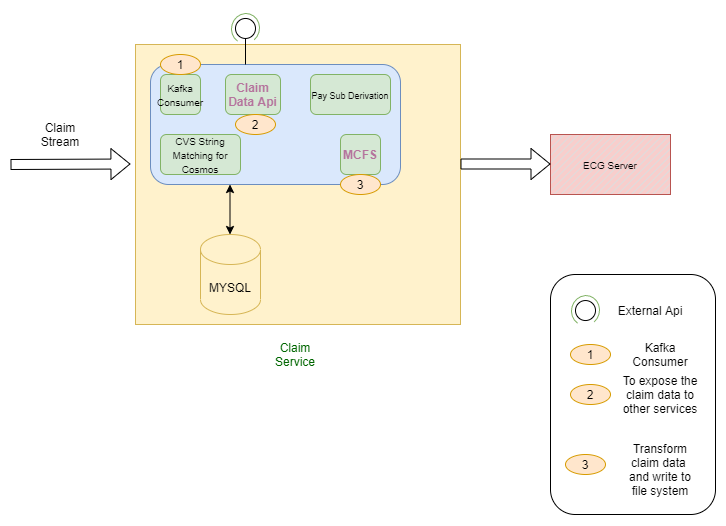 1
Kafka
Consumer
Claim
Data Api
2
Pay Sub Derivation
CVS String
Matching for
Cosmos
MCFS
3
Claim
Stream
ECG Server
MYSQL
Claim
Service
External Api
1
Kafka
Consumer
2
To expose the
claim data to
other services
3
Transform
claim data
and write to
file system